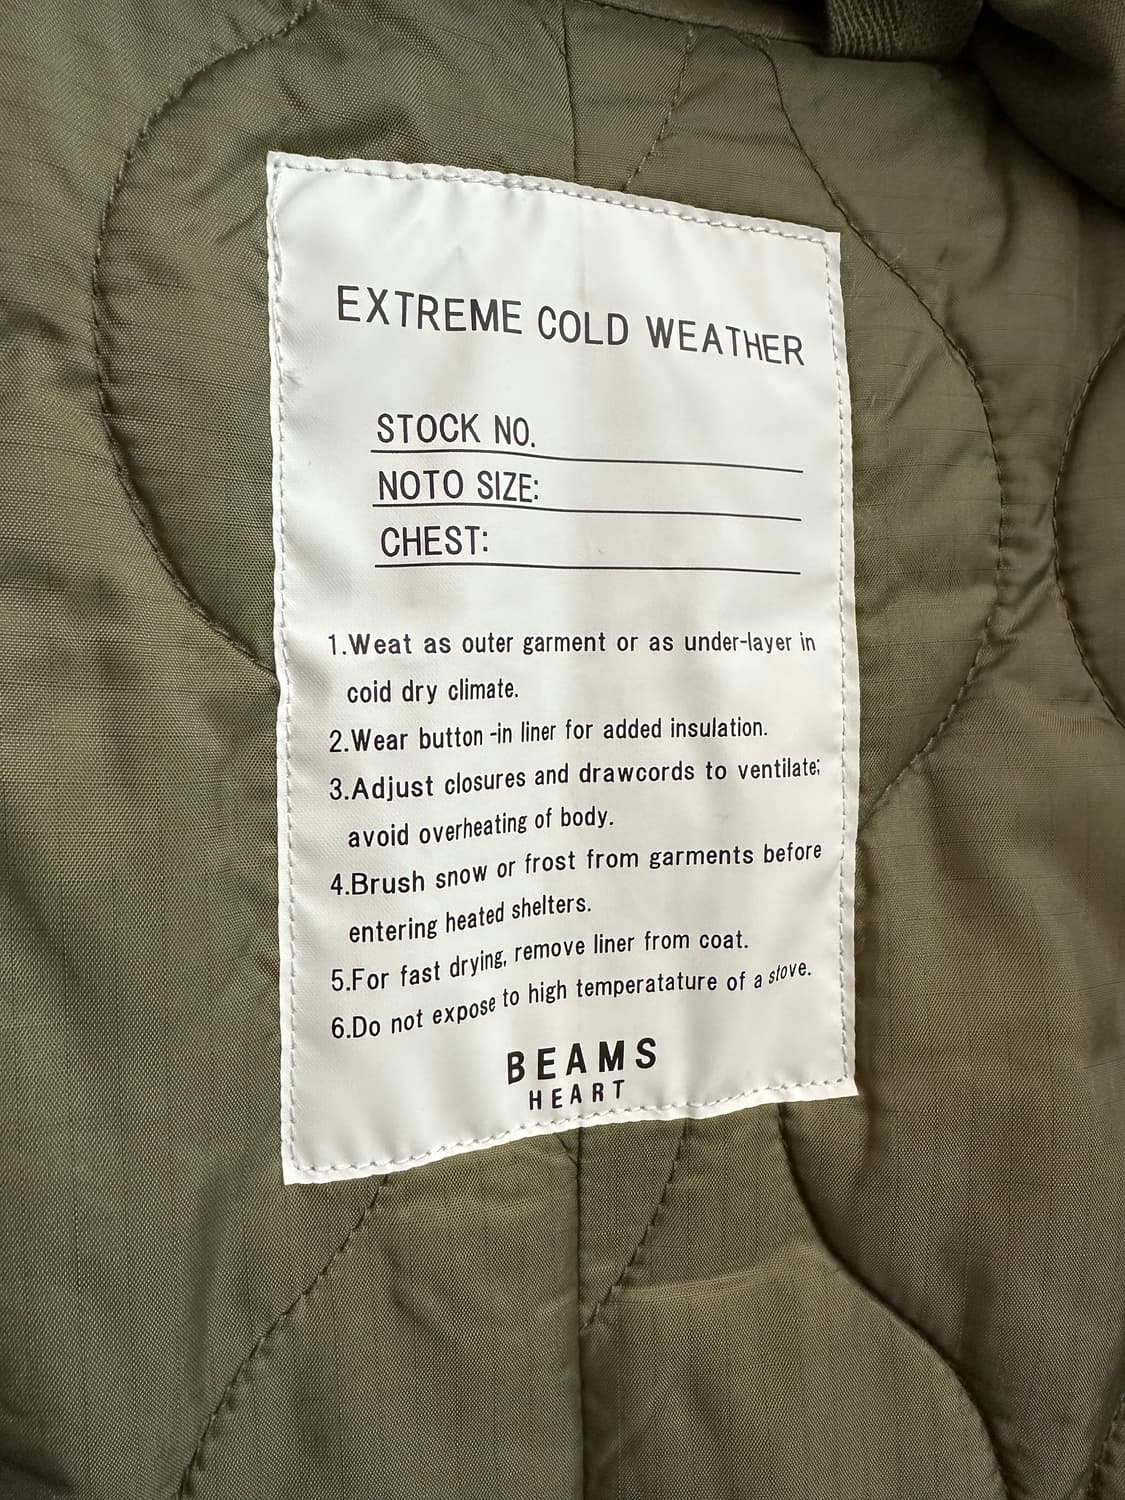 EXTREME COLD WEATHER
STOCK NO.
NOTO SIZE:
CHEST:
1.Weat as outer garment or as under-layer in
coid dry climate.
2.Wear button -in liner for added insulation.
3.Adjust closures and drawcords to ventilate;
avoid overheating of body.
4.Brush snow or frost from garments before
entering heated shelters.
5.For fast drying, remove liner from coat.
6.Do not expose to high temperatature of a stove.
BEAMS
HEART